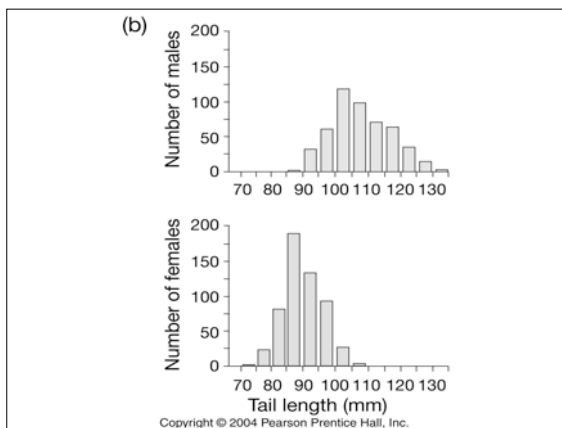 (b)
Number of males
200
150
100
50
0
70 80 90 100 110 120 130
Number of females
200
150
100
50
0
70 80 90 100 110 120 130
Tail length (mm)
Copyright © 2004 Pearson Prentice Hall, Inc.